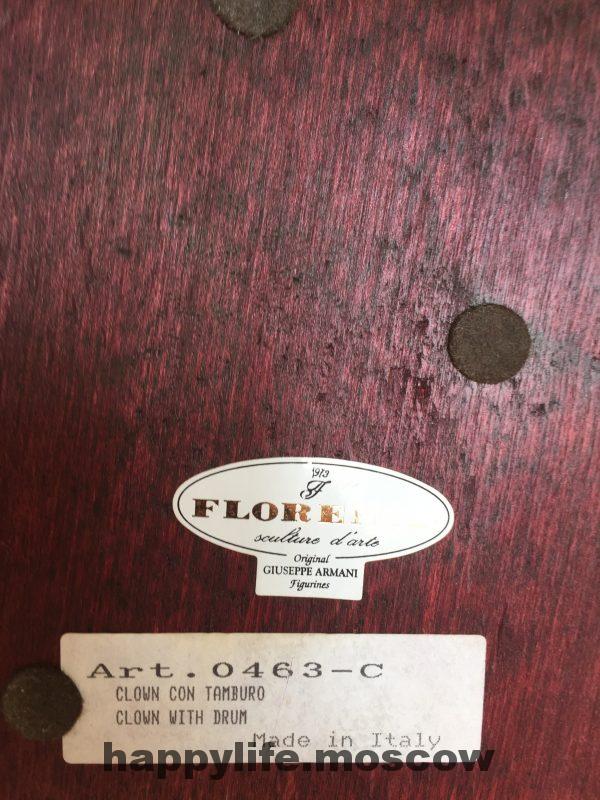 1973
FLORE
sculture d'arte
Original
GIUSEPPE ARMANI
Figurines
Art.0463-C
CLOWN CON TAMBURO
CLOWN WITH DRUM
Made in Italy
happylife.moscow